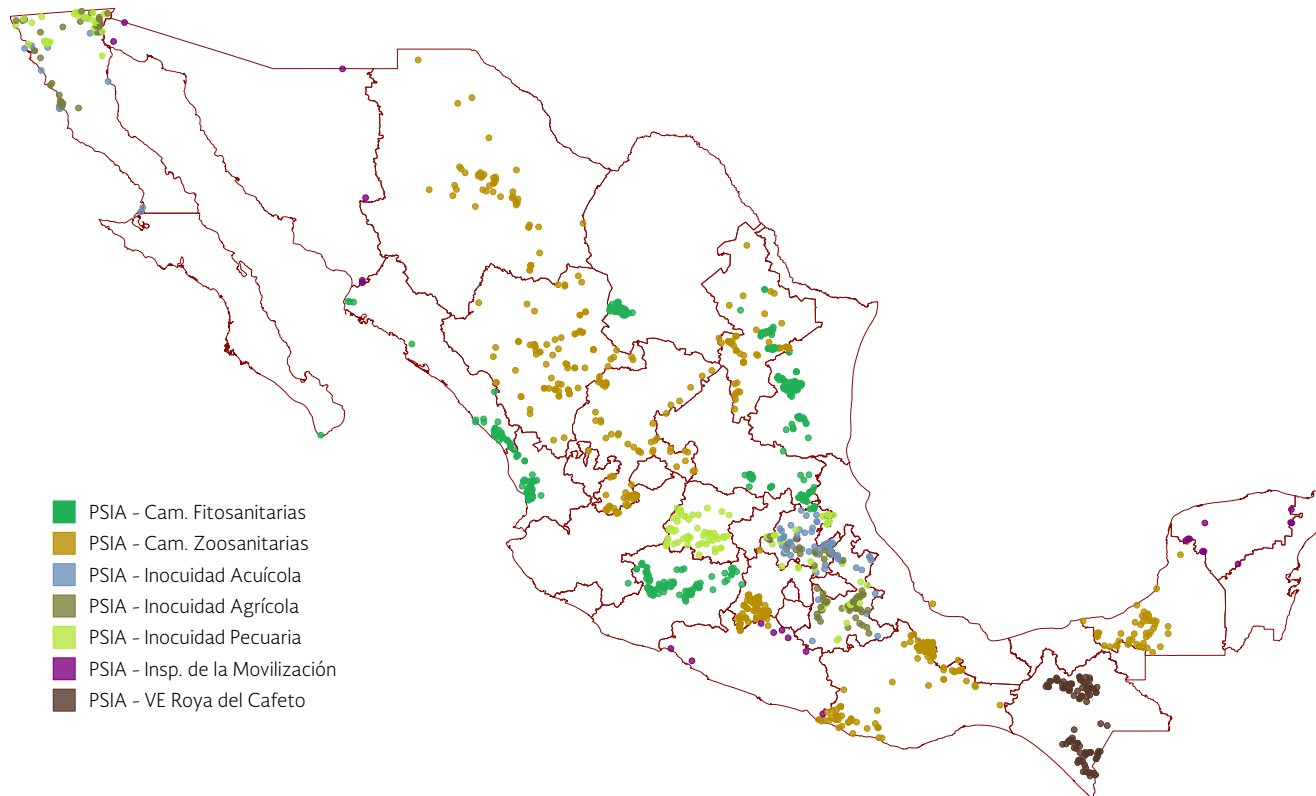 PSIA - Cam. Fitosanitarias
PSIA - Cam. Zoosanitarias
PSIA - Inocuidad Acuícola
PSIA - Inocuidad Agrícola
PSIA - Inocuidad Pecuaria
PSIA - Insp. de la Movilización
PSIA - VE Roya del Cafeto